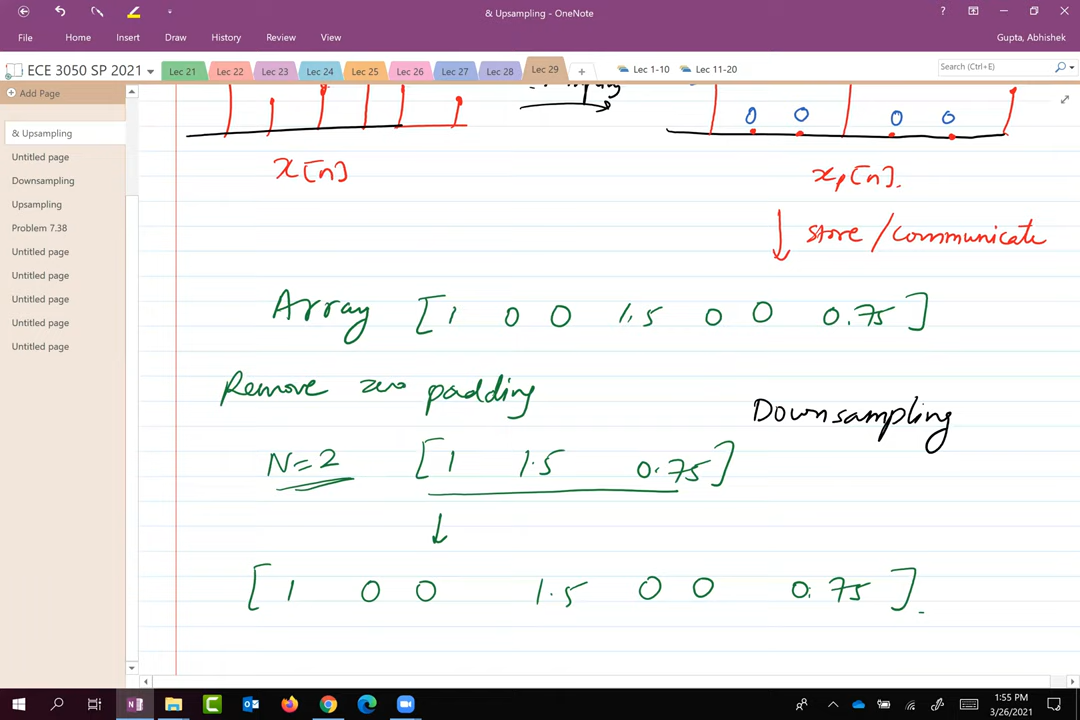 & Upsampling - OneNote
Gupta, Abhishek
File Home Insert Draw History Review View
ECE 3050 SP 2021 Lec 21 Lec 22 Lec 23 Lec 24 Lec 25 Lec 26 Lec 27 Lec 28 Lec 29 + Lec 1-10 Lec 11-20 Search (Ctrl+E)
Add Page
& Upsampling
Untitled page
Downsampling
Upsampling
Problem 7.38
Untitled page
Untitled page
Untitled page
Untitled page
Untitled page
0 0 0 0
x[n] xp[n].
↓ store / communicate
Array [1 0 0 1.5 0 0 0.75]
Remove zero padding
Downsampling
N=2 [1 1.5 0.75]
↓
[1 0 0 1.5 0 0 0.75].
1:55 PM
3/26/2021